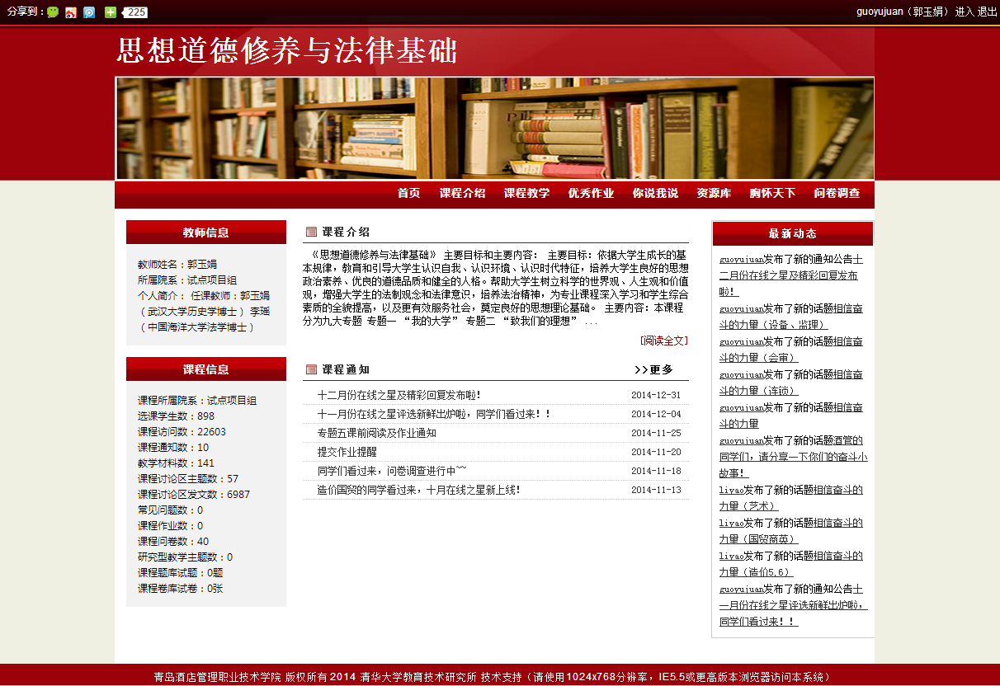 分享到：
225
guoyujuan（郭玉娟） 进入 退出
思想道德修养与法律基础
首页 课程介绍 课程教学 优秀作业 你说我说 资源库 胸怀天下 问卷调查
教师信息
教师姓名：郭玉娟
所属院系：试点项目组
个人简介： 任课教师：郭玉娟
（武汉大学历史学博士） 李瑶
（中国海洋大学法学博士）
课程信息
课程所属院系：试点项目组
选课学生数：898
课程访问数：22603
课程通知数：10
教学材料数：141
课程讨论区主题数：57
课程讨论区发文数：6987
常见问题数：0
课程作业数：0
课程问卷数：40
研究型教学主题数：0
课程题库试题：0题
课程卷库试卷：0张
课程介绍
《思想道德修养与法律基础》 主要目标和主要内容： 主要目标：依据大学生成长的基
本规律，教育和引导大学生认识自我、认识环境、认识时代特征，培养大学生良好的思想
政治素养、优良的道德品质和健全的人格。帮助大学生树立科学的世界观、人生观和价值
观，增强大学生的法制观念和法律意识，培养法治精神，为专业课程深入学习和学生综合
素质的全貌提高，以及更有效服务社会，奠定良好的思想理论基础。 主要内容：本课程
分为九大专题 专题一 “我的大学” 专题二 “致我们的理想” ...
[阅读全文]
课程通知 >>更多
十二月份在线之星及精彩回复发布啦！ 2014-12-31
十一月份在线之星评选新鲜出炉啦，同学们看过来！！ 2014-12-04
专题五课前阅读及作业通知 2014-11-25
提交作业提醒 2014-11-20
同学们看过来，问卷调查进行中~~ 2014-11-18
造价国贸的同学看过来，十月在线之星新上线！ 2014-11-13
最新动态
guoyujuan发布了新的通知公告十
二月份在线之星及精彩回复发布
啦！
guoyujuan发布了新的话题相信奋
斗的力量（设备、监理）
guoyujuan发布了新的话题相信奋
斗的力量（会审）
guoyujuan发布了新的话题相信奋
斗的力量（连锁）
guoyujuan发布了新的话题相信奋
斗的力量
guoyujuan发布了新的话题酒管的
同学们，请分享一下你们的奋斗小
故事！
liyao发布了新的话题相信奋斗的
力量（艺术）
liyao发布了新的话题相信奋斗的
力量（国贸商英）
liyao发布了新的话题相信奋斗的
力量（造价5,6）
guoyujuan发布了新的通知公告十
一月份在线之星评选新鲜出炉啦，
同学们看过来！！
青岛酒店管理职业技术学院 版权所有2014 清华大学教育技术研究所 技术支持（请使用1024x768分辨率，IE5.5或更高版本浏览器访问本系统）